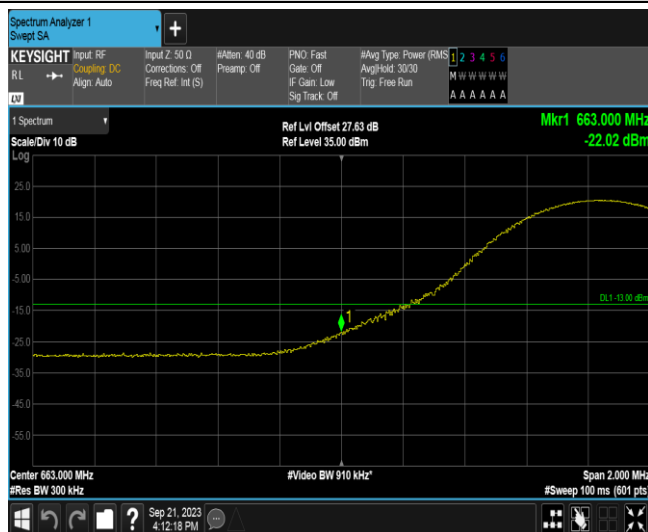 Spectrum Analyzer 1
Swept SA
+
KEYSIGHT Input: RF Input Z: 50 Ω #Atten: 40 dB PNO: Fast #Avg Type: Power (RMS 1 2 3 4 5 6
RL Coupling: DC Corrections: Off Preamp: Off Gate: Off Avg|Hold: 30/30 M W W W W W
Align: Auto Freq Ref: Int (S) IF Gain: Low Trig: Free Run
Sig Track: Off A A A A A A
LXI
1 Spectrum Ref Lvl Offset 27.63 dB Mkr1 663.000 MHz
Scale/Div 10 dB Ref Level 35.00 dBm -22.02 dBm
Log
25.0
15.0
5.00
-5.00
DL1 -13.00 dBm
-15.0
1
-25.0
-35.0
-45.0
-55.0
Center 663.000 MHz #Video BW 910 kHz* Span 2.000 MHz
#Res BW 300 kHz #Sweep 100 ms (601 pts)
? Sep 21, 2023
4:12:18 PM